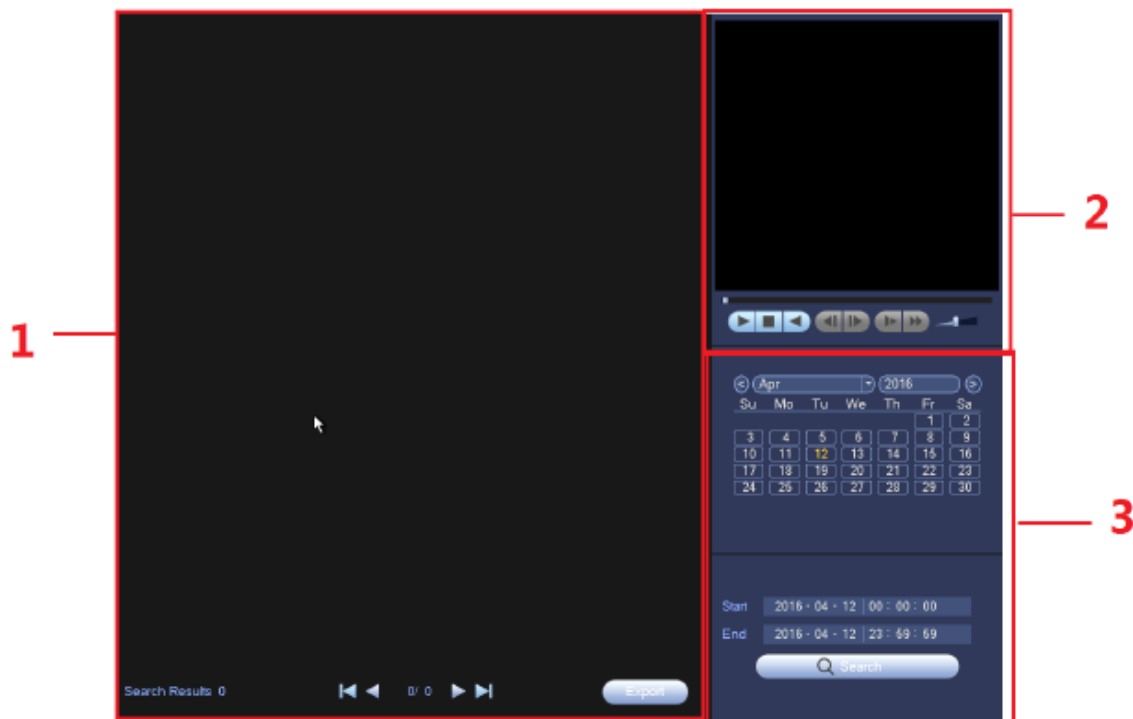 1
Search Results 0
0/ 0
Export
2
Apr
2016
Su Mo Tu We Th Fr Sa
1 2
3 4 5 6 7 8 9
10 11 12 13 14 15 16
17 18 19 20 21 22 23
24 25 26 27 28 29 30
3
Start 2016 - 04 - 12 00 : 00 : 00
End 2016 - 04 - 12 23 : 59 : 59
Search